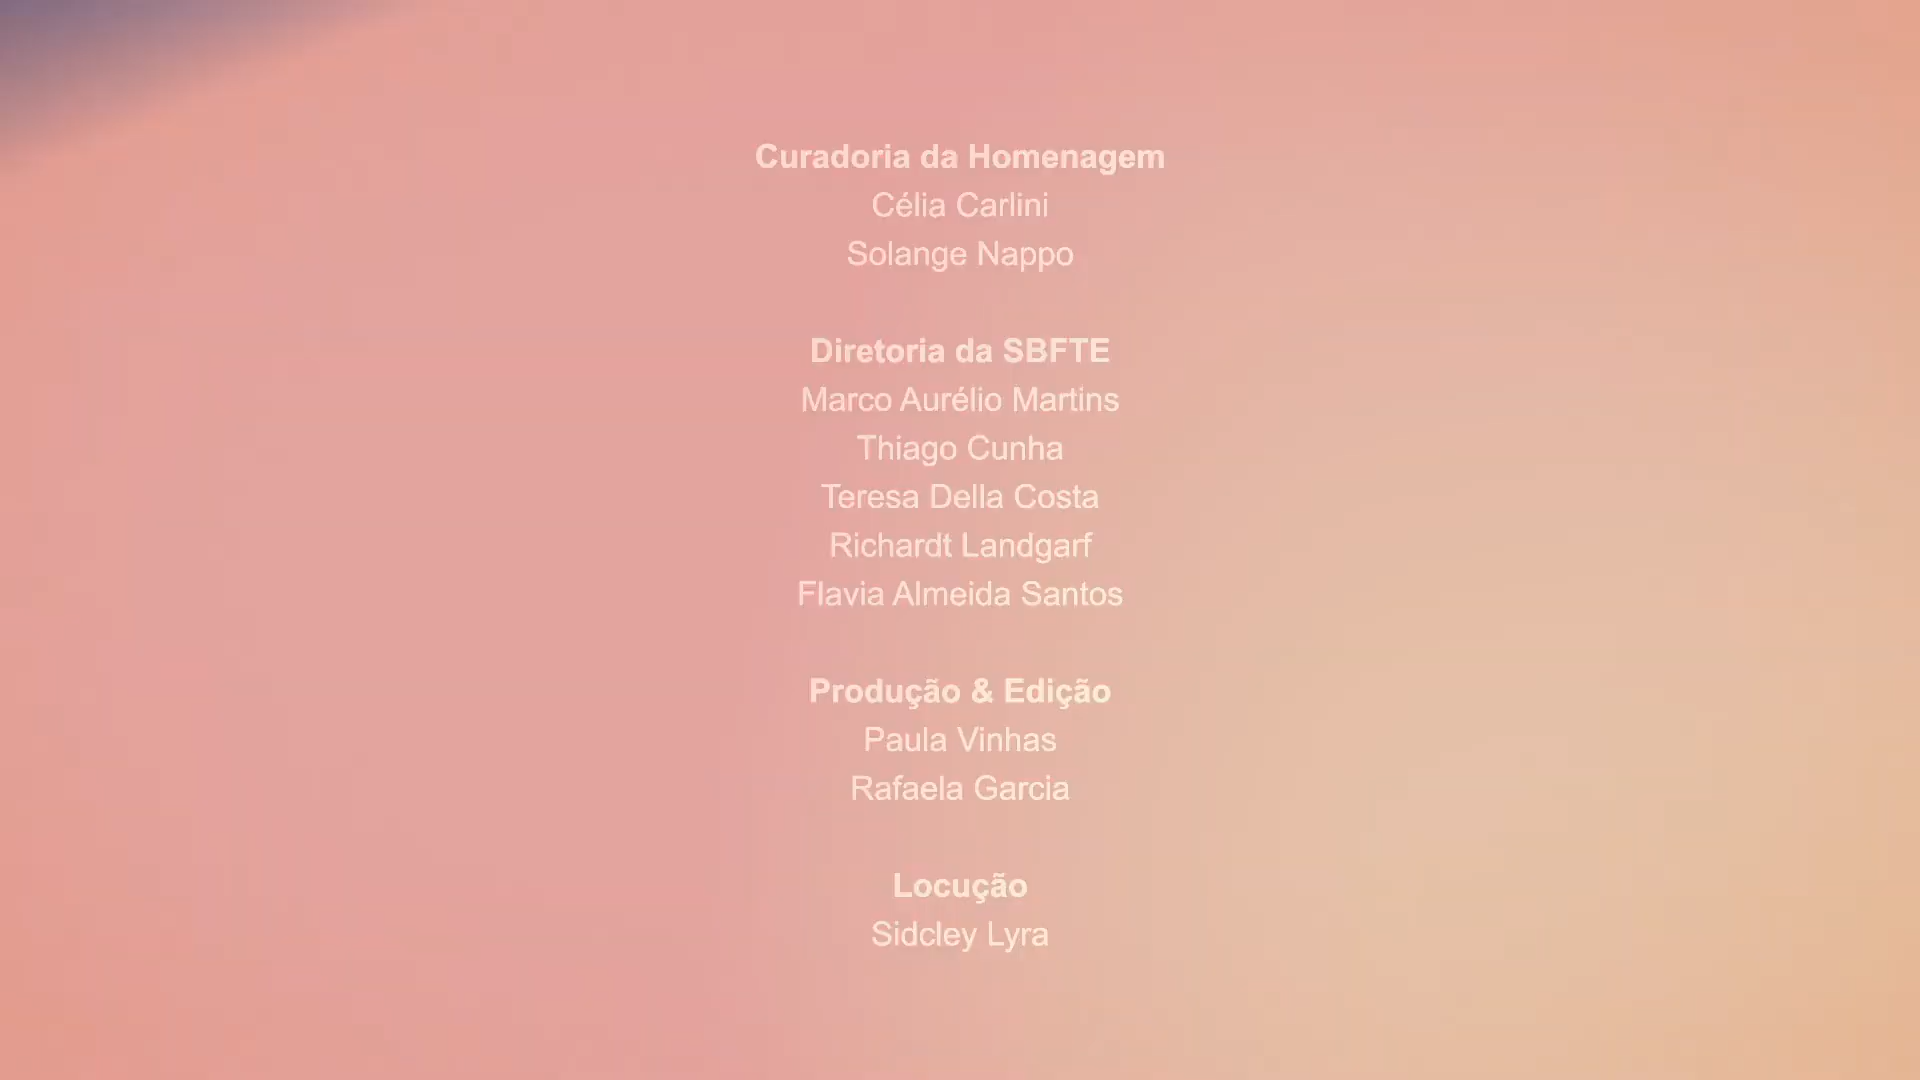 Curadoria da Homenagem
Célia Carlini
Solange Nappo
Diretoria da SBFTE
Marco Aurélio Martins
Thiago Cunha
Teresa Della Costa
Richardt Landgarf
Flavia Almeida Santos
Produção & Edição
Paula Vinhas
Rafaela Garcia
Locução
Sidcley Lyra